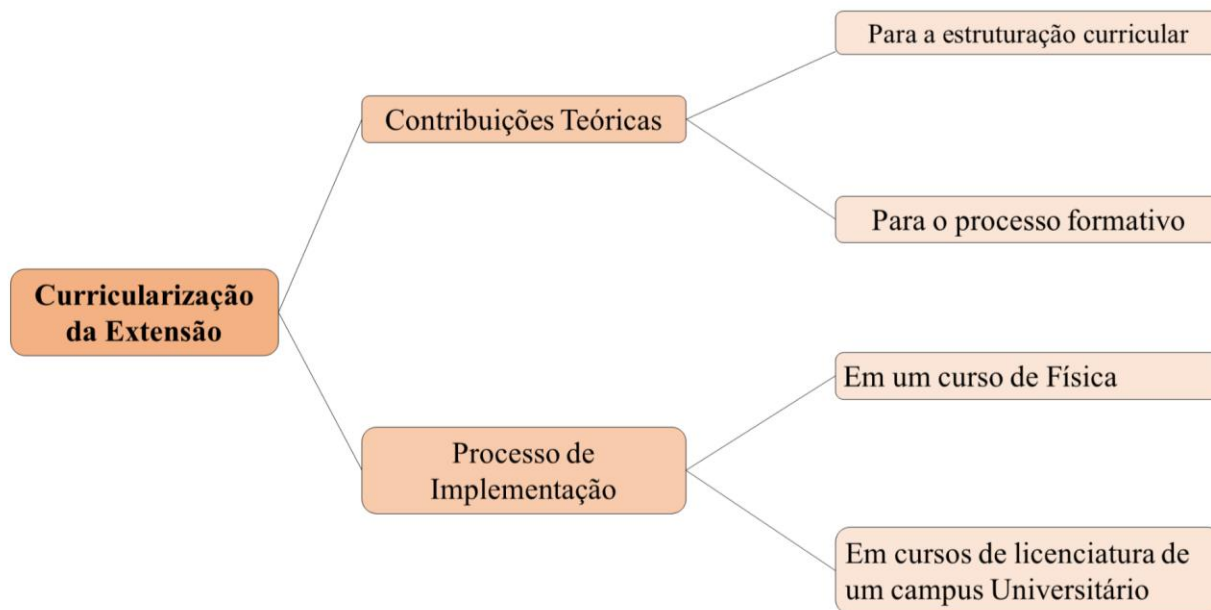 Para a estruturação curricular
Contribuições Teóricas
Para o processo formativo
Curricularização
da Extensão
Em um curso de Física
Processo de
Implementação
Em cursos de licenciatura de
um campus Universitário